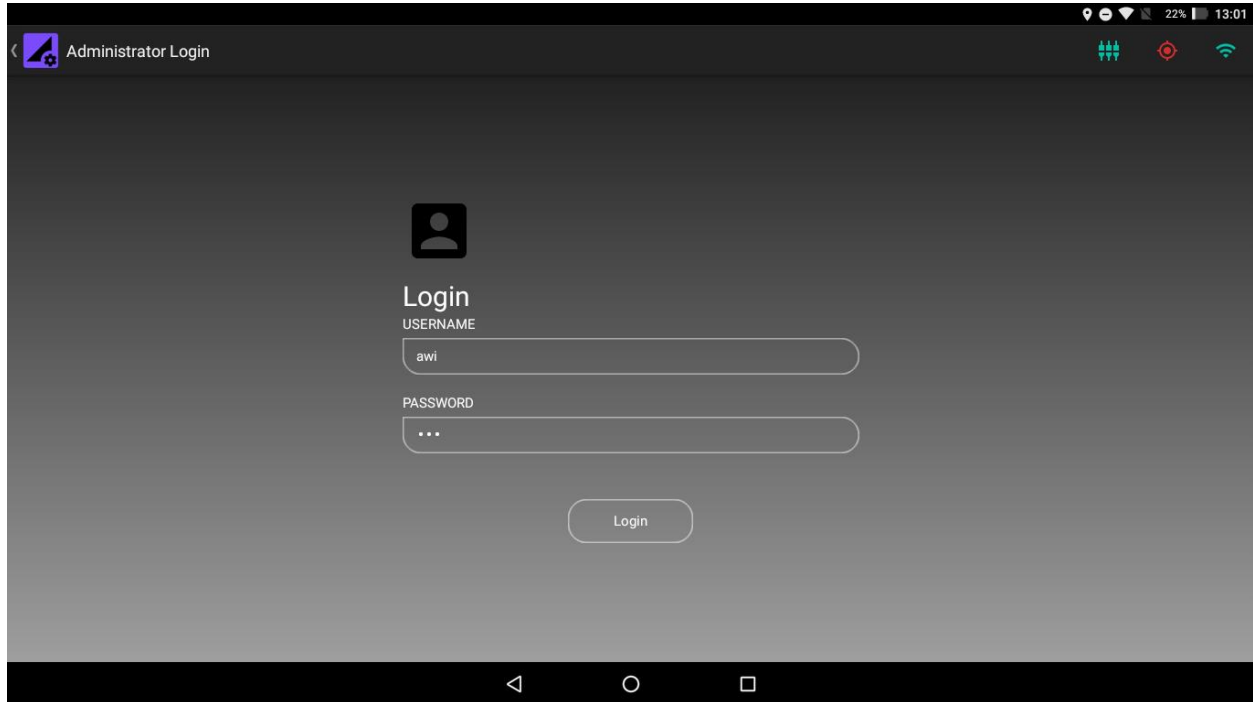 22% 13:01
Administrator Login
Login
USERNAME
awi
PASSWORD
Login